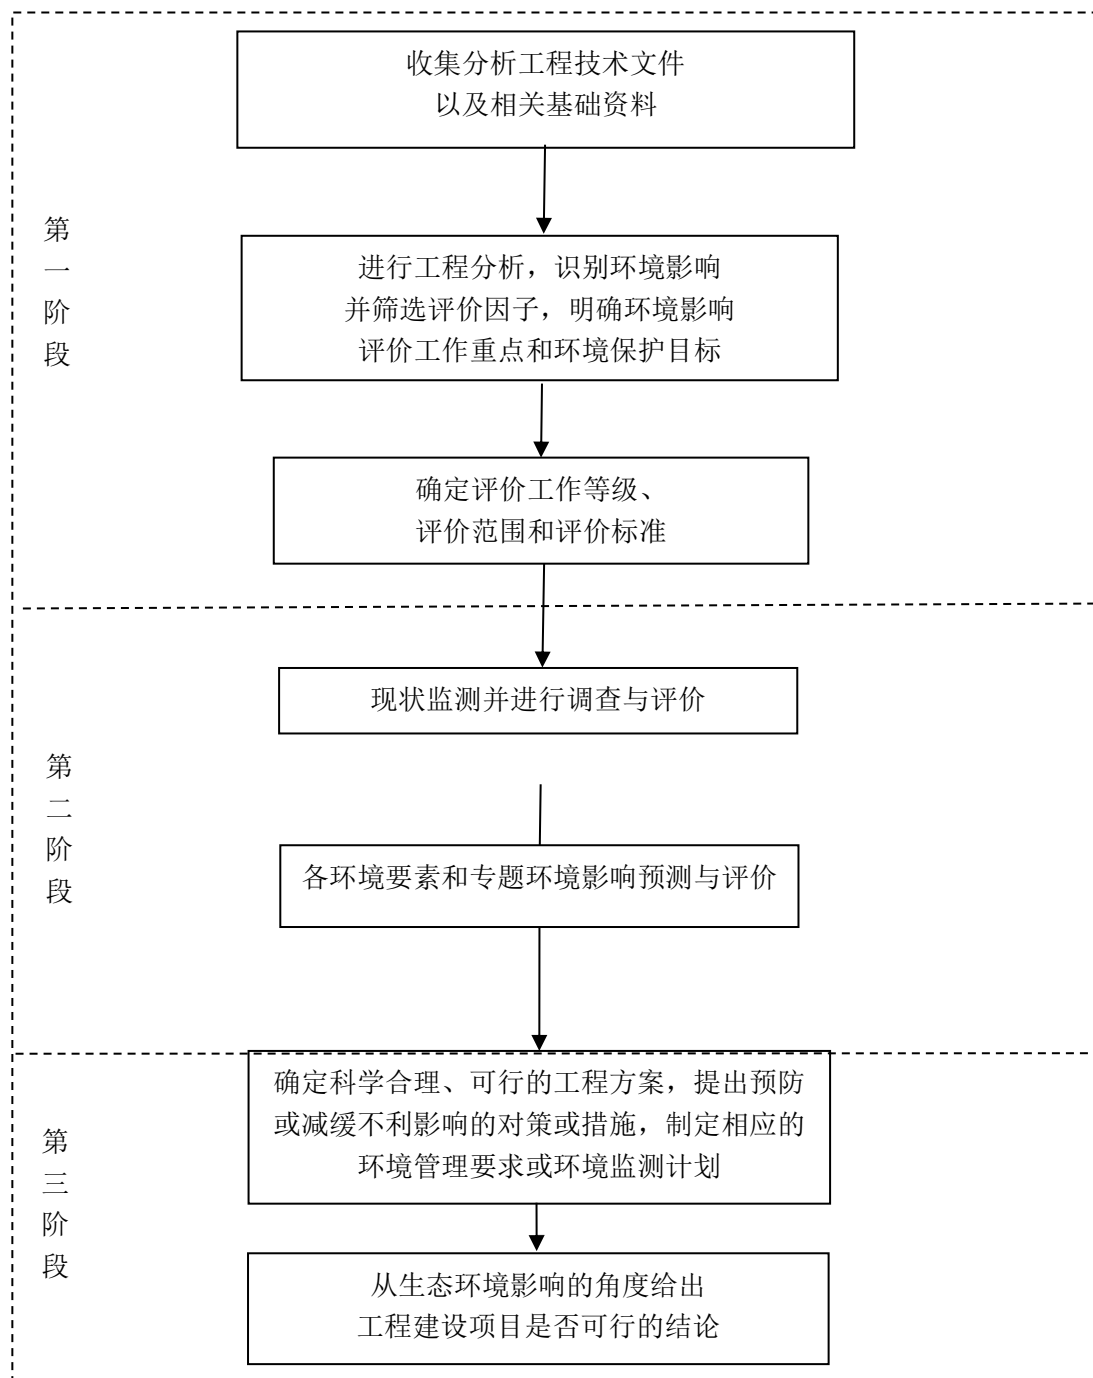 收集分析工程技术文件
以及相关基础资料
第一阶段
进行工程分析，识别环境影响
并筛选评价因子，明确环境影响
评价工作重点和环境保护目标
确定评价工作等级、
评价范围和评价标准
现状监测并进行调查与评价
第二阶段
各环境要素和专题环境影响预测与评价
确定科学合理、可行的工程方案，提出预防
或减缓不利影响的对策或措施，制定相应的
环境管理要求或环境监测计划
第三阶段
从生态环境影响的角度给出
工程建设项目是否可行的结论